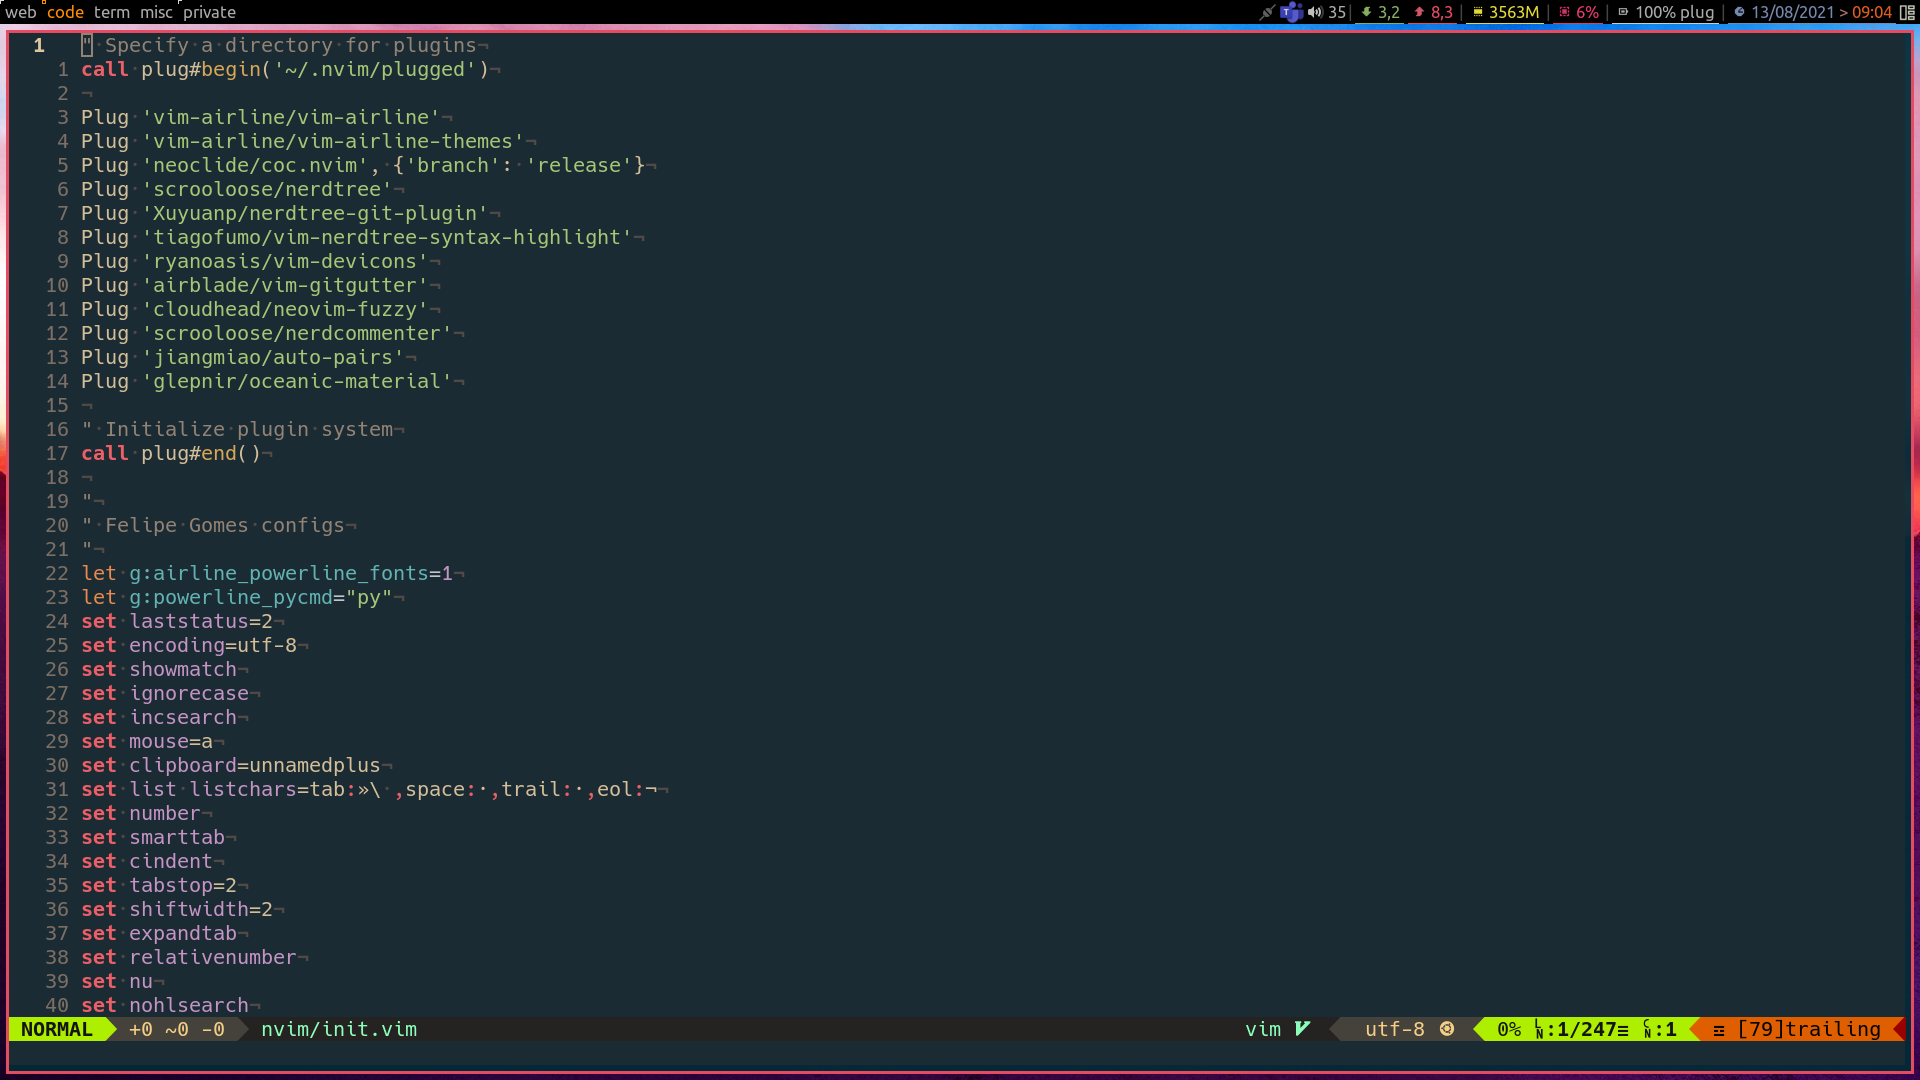 web code term misc private 35 3,2 8,3 3563M 6% 100% plug 13/08/2021 > 09:04
1 " Specify·a·directory·for·plugins¬
1 call·plug#begin('~/.nvim/plugged')¬
2 ¬
3 Plug·'vim-airline/vim-airline'¬
4 Plug·'vim-airline/vim-airline-themes'¬
5 Plug·'neoclide/coc.nvim',·{'branch':·'release'}¬
6 Plug·'scrooloose/nerdtree'¬
7 Plug·'Xuyuanp/nerdtree-git-plugin'¬
8 Plug·'tiagofumo/vim-nerdtree-syntax-highlight'¬
9 Plug·'ryanoasis/vim-devicons'¬
10 Plug·'airblade/vim-gitgutter'¬
11 Plug·'cloudhead/neovim-fuzzy'¬
12 Plug·'scrooloose/nerdcommenter'¬
13 Plug·'jiangmiao/auto-pairs'¬
14 Plug·'glepnir/oceanic-material'¬
15 ¬
16 "·Initialize·plugin·system¬
17 call·plug#end()¬
18 ¬
19 "¬
20 "·Felipe·Gomes·configs¬
21 "¬
22 let·g:airline_powerline_fonts=1¬
23 let·g:powerline_pycmd="py"¬
24 set·laststatus=2¬
25 set·encoding=utf-8¬
26 set·showmatch¬
27 set·ignorecase¬
28 set·incsearch¬
29 set·mouse=a¬
30 set·clipboard=unnamedplus¬
31 set·list·listchars=tab:»\·,space:·,trail:·,eol:¬¬
32 set·number¬
33 set·smarttab¬
34 set·cindent¬
35 set·tabstop=2¬
36 set·shiftwidth=2¬
37 set·expandtab¬
38 set·relativenumber¬
39 set·nu¬
40 set·nohlsearch¬
NORMAL +0 ~0 -0 nvim/init.vim vim utf-8 0% ␤:1/247≡ ␤:1 ☲ [79]trailing